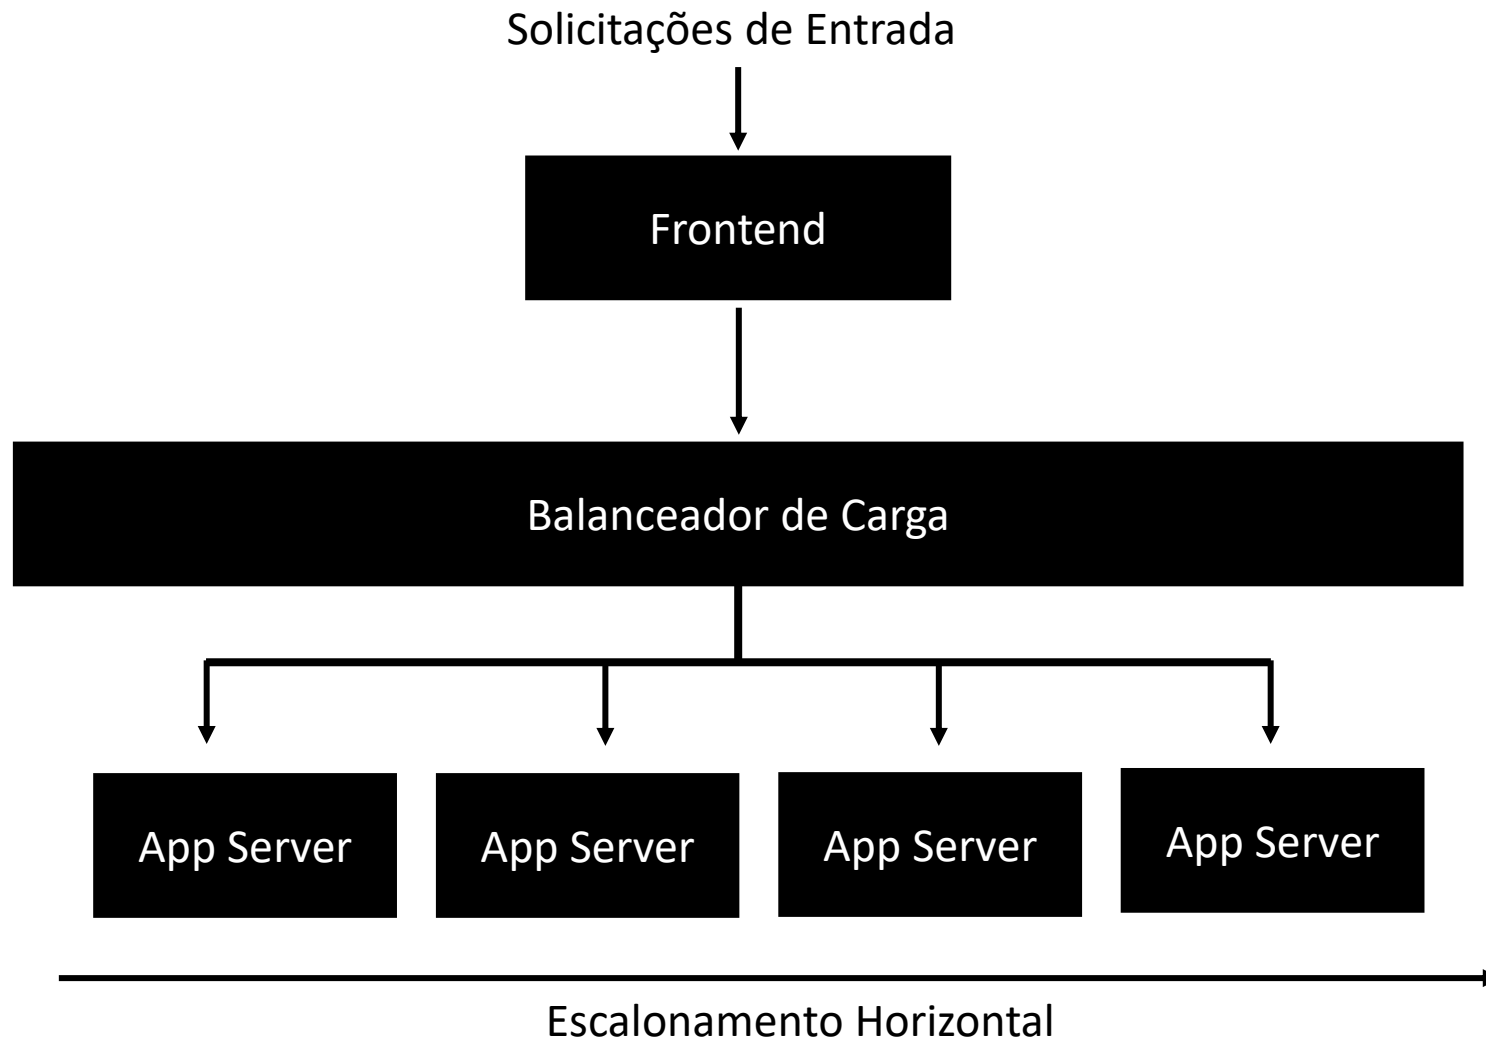 Solicitações de Entrada
Frontend
Balanceador de Carga
App Server
App Server
App Server
App Server
Escalonamento Horizontal